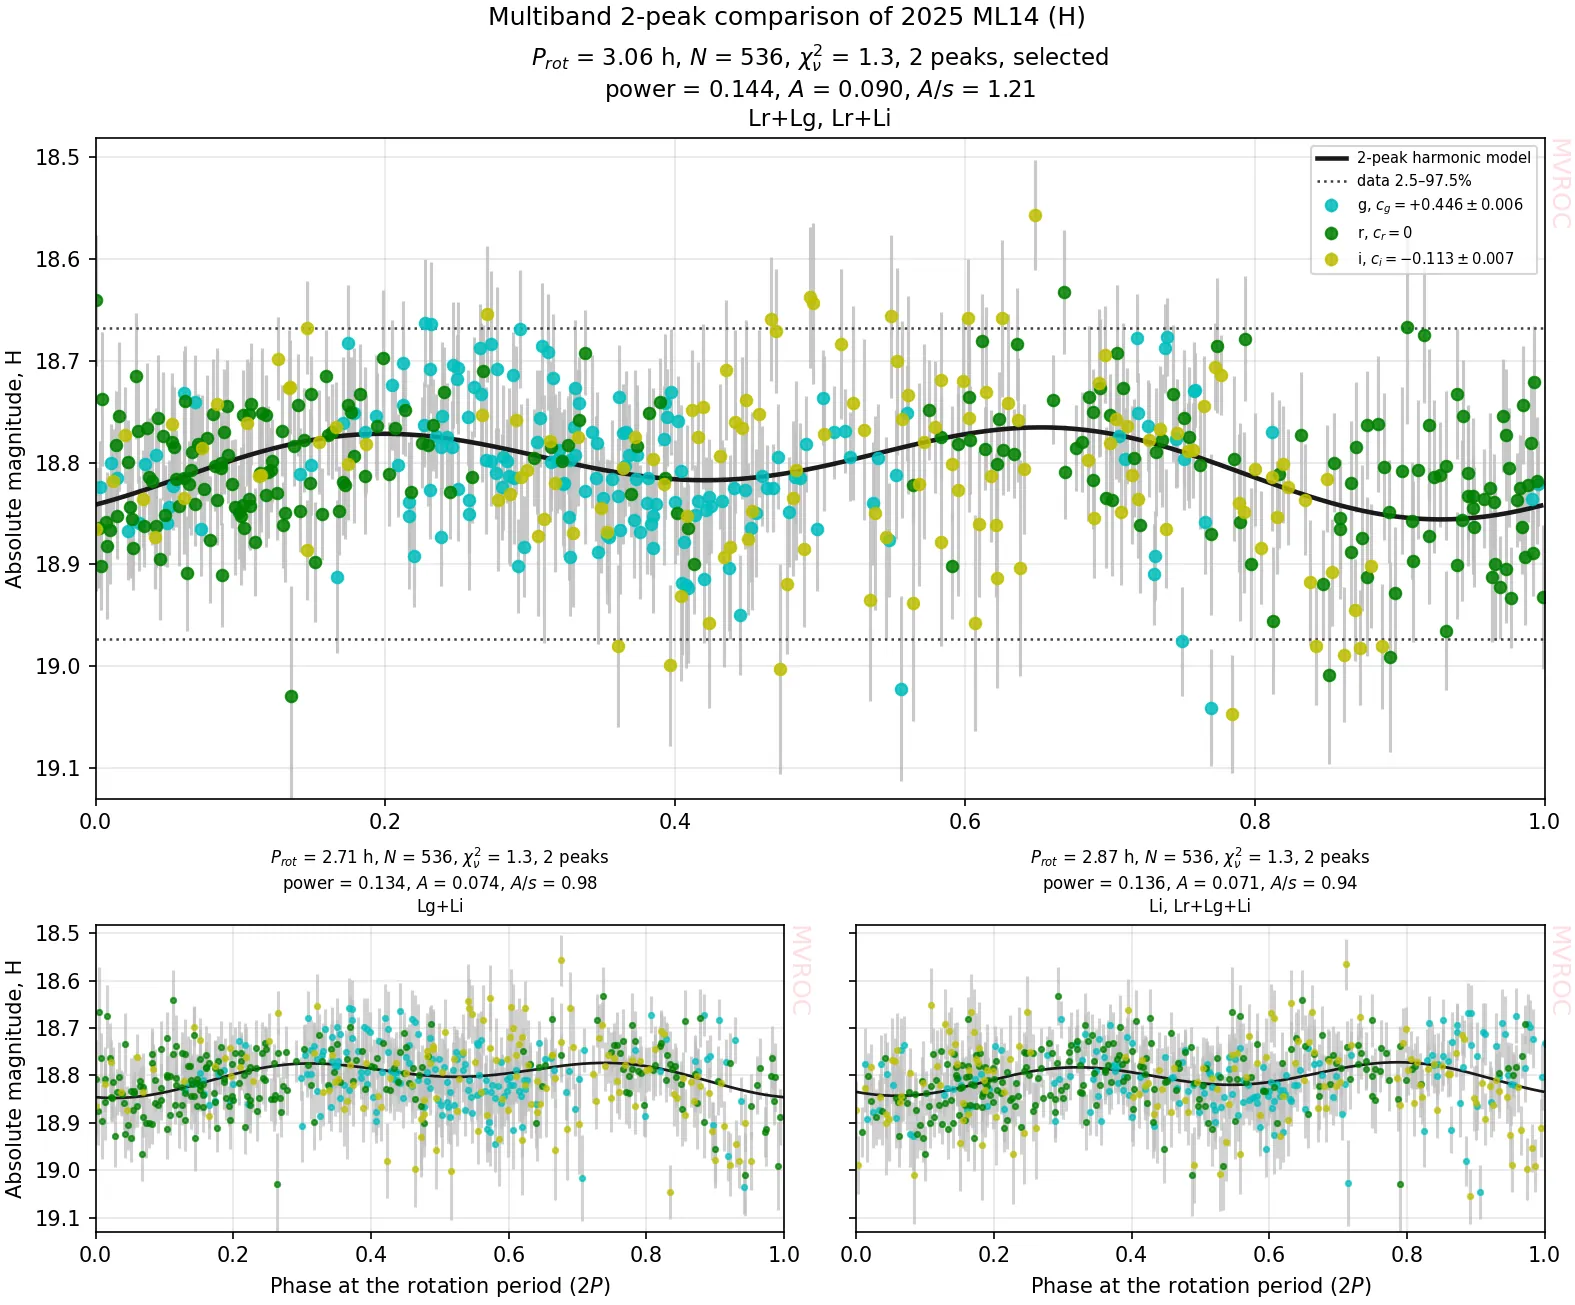 Multiband 2-peak comparison of 2025 ML14 (H)
P_rot = 3.06 h, N = 536, χ²_ν = 1.3, 2 peaks, selected
power = 0.144, A = 0.090, A/s = 1.21
Lr+Lg, Lr+Li
18.5
18.6
18.7
18.8
18.9
19.0
19.1
Absolute magnitude, H
2-peak harmonic model
data 2.5–97.5%
g, c_g = +0.446 ± 0.006
r, c_r = 0
i, c_i = −0.113 ± 0.007
MVROC
0.0 0.2 0.4 0.6 0.8 1.0
P_rot = 2.71 h, N = 536, χ²_ν = 1.3, 2 peaks
power = 0.134, A = 0.074, A/s = 0.98
Lg+Li
18.5
18.6
18.7
18.8
18.9
19.0
19.1
Absolute magnitude, H
MVROC
0.0 0.2 0.4 0.6 0.8 1.0
Phase at the rotation period (2P)
P_rot = 2.87 h, N = 536, χ²_ν = 1.3, 2 peaks
power = 0.136, A = 0.071, A/s = 0.94
Li, Lr+Lg+Li
MVROC
0.0 0.2 0.4 0.6 0.8 1.0
Phase at the rotation period (2P)